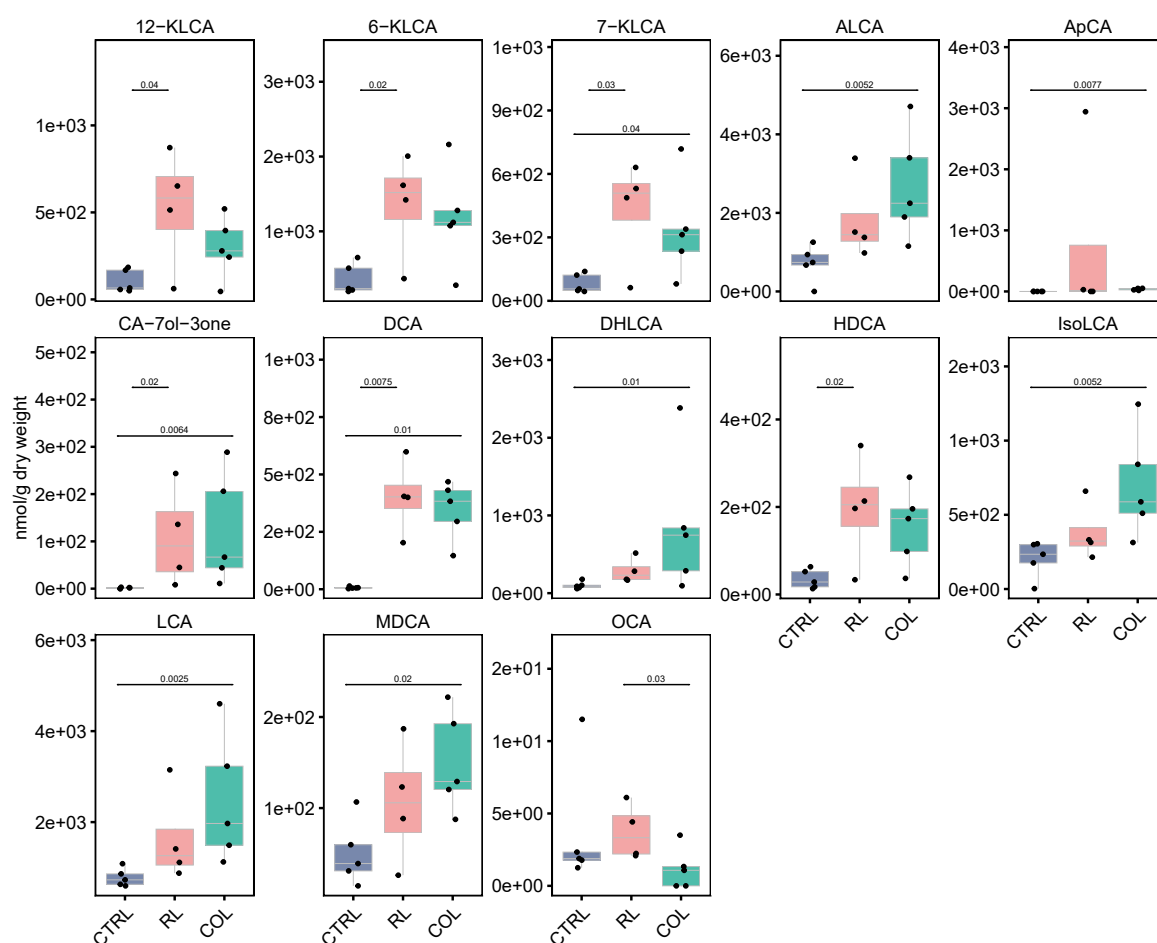 12−KLCA
6−KLCA
7−KLCA
ALCA
ApCA
1e+03
5e+02
0e+00
0.04
3e+03
2e+03
1e+03
0.02
1e+03
9e+02
6e+02
3e+02
0e+00
0.03
0.04
6e+03
4e+03
2e+03
0e+00
0.0052
4e+03
3e+03
2e+03
1e+03
0e+00
0.0077
nmol/g dry weight
CA−7ol−3one
DCA
DHLCA
HDCA
IsoLCA
5e+02
4e+02
3e+02
2e+02
1e+02
0e+00
0.02
0.0064
1e+03
8e+02
5e+02
2e+02
0e+00
0.0075
0.01
3e+03
2e+03
1e+03
0e+00
0.01
4e+02
2e+02
0e+00
0.02
2e+03
1e+03
5e+02
0e+00
0.0052
CTRL
RL
COL
CTRL
RL
COL
LCA
MDCA
OCA
6e+03
4e+03
2e+03
0.0025
2e+02
1e+02
0.02
2e+01
1e+01
5e+00
0e+00
0.03
CTRL
RL
COL
CTRL
RL
COL
CTRL
RL
COL